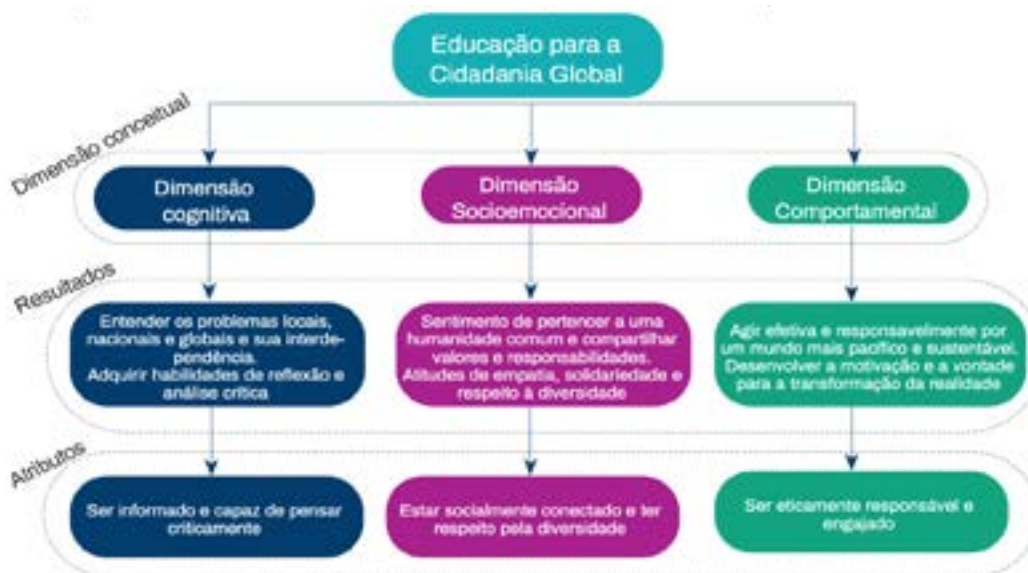 Educação para a
Cidadania Global
Dimensão conceitual
Dimensão
cognitiva
Dimensão
Socioemocional
Dimensão
Comportamental
Resultados
Entender os problemas locais,
nacionais e globais e sua interde-
pendência.
Adquirir habilidades de reflexão e
análise crítica
Sentimento de pertencer a uma
humanidade comum e compartilhar
valores e responsabilidades.
Atitudes de empatia, solidariedade e
respeito à diversidade
Agir efetiva e responsavelmente por
um mundo mais pacífico e sustentável.
Desenvolver a motivação e a vontade
para a transformação da realidade
Atributos
Ser informado e capaz de pensar
criticamente
Estar socialmente conectado e ter
respeito pela diversidade
Ser eticamente responsável e
engajado